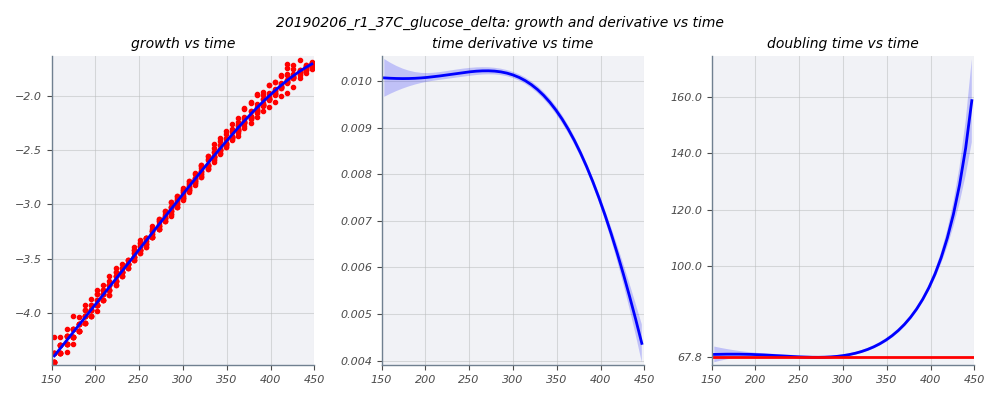 20190206_r1_37C_glucose_delta: growth and derivative vs time
growth vs time
time derivative vs time
doubling time vs time
−2.0
−2.5
−3.0
−3.5
−4.0
150 200 250 300 350 400 450
0.010
0.009
0.008
0.007
0.006
0.005
0.004
150 200 250 300 350 400 450
160.0
140.0
120.0
100.0
67.8
150 200 250 300 350 400 450